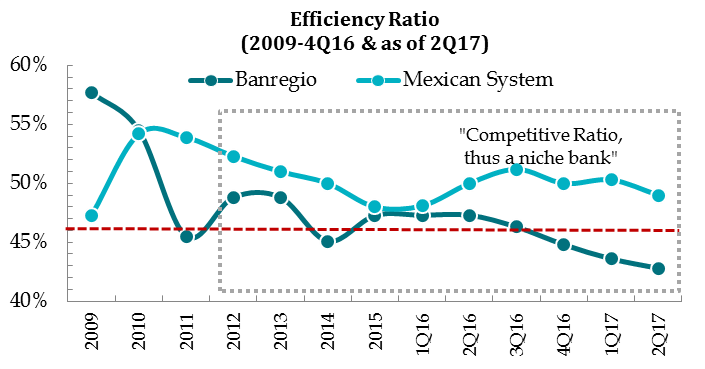 Efficiency Ratio
(2009-4Q16 & as of 2Q17)
60%
Banregio
Mexican System
55%
"Competitive Ratio,
thus a niche bank"
50%
45%
40%
2009
2010
2011
2012
2013
2014
2015
1Q16
2Q16
3Q16
4Q16
1Q17
2Q17